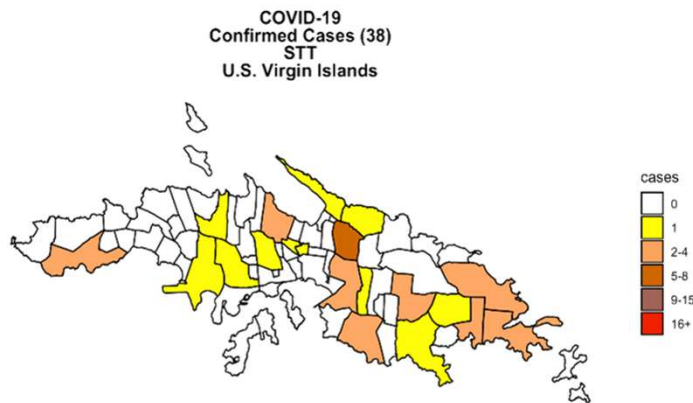 COVID-19
Confirmed Cases (38)
STT
U.S. Virgin Islands
cases
0
1
2-4
5-8
9-15
16+